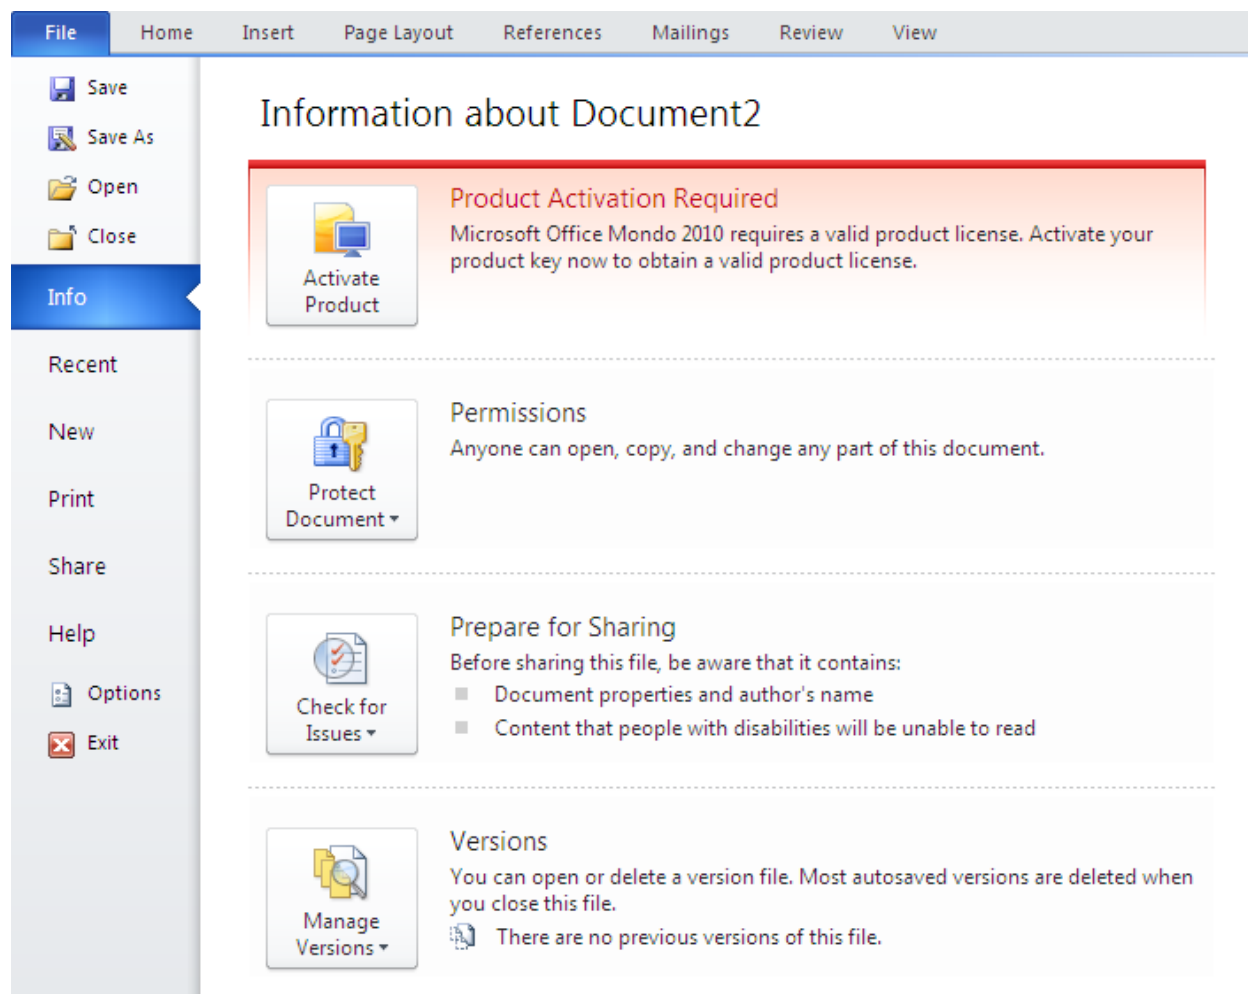 File Home Insert Page Layout References Mailings Review View
Save
Save As
Open
Close
Info
Recent
New
Print
Share
Help
Options
Exit
Information about Document2
Activate
Product
Product Activation Required
Microsoft Office Mondo 2010 requires a valid product license. Activate your
product key now to obtain a valid product license.
Protect
Document
Permissions
Anyone can open, copy, and change any part of this document.
Check for
Issues
Prepare for Sharing
Before sharing this file, be aware that it contains:
Document properties and author's name
Content that people with disabilities will be unable to read
Manage
Versions
Versions
You can open or delete a version file. Most autosaved versions are deleted when
you close this file.
There are no previous versions of this file.